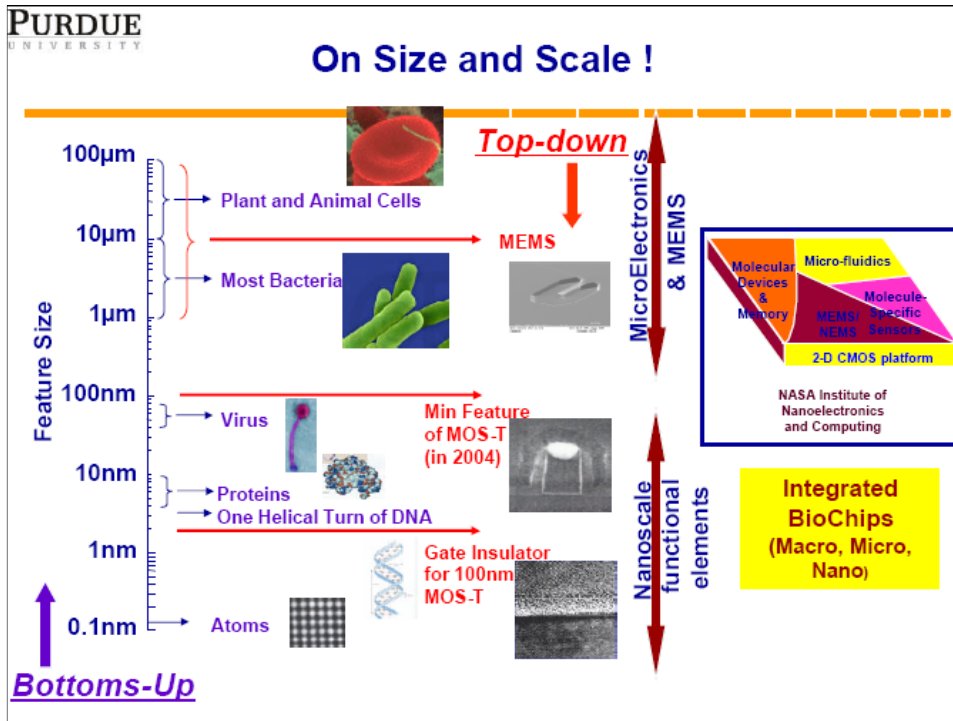 PURDUE
UNIVERSITY
On Size and Scale !
Top-down
100µm
Plant and Animal Cells
10µm
MEMS
Most Bacteria
1µm
Feature Size
100nm
Min Feature
of MOS-T
(in 2004)
Virus
10nm
Proteins
One Helical Turn of DNA
1nm
Gate Insulator
for 100nm
MOS-T
0.1nm
Atoms
Bottoms-Up
MicroElectronics
& MEMS
Nanoscale
functional
elements
Molecular
Devices
&
Memory
Micro-fluidics
Molecule-
Specific
Sensors
MEMS/
NEMS
2-D CMOS platform
NASA Institute of
Nanoelectronics
and Computing
Integrated
BioChips
(Macro, Micro,
Nano)